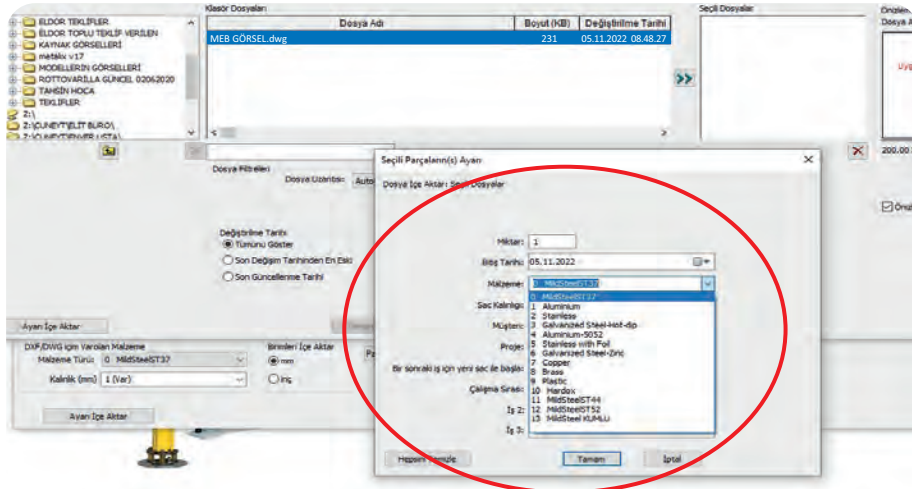 Klasör Dosyaları
Seçili Dosyalar
ELDOR TEKLİFLER
ELDOR TOPLU TEKLİF VERİLEN
KAYNAK GÖRSELLERİ
metalix v17
MODELLERİN GÖRSELLERİ
ROTTOVARILLA GÜNCEL 02062020
TAHSİN HOCA
TEKLİFLER
Z:\
Z:\CUNEYT\ELİT BÜRO\
Dosya Adı
Boyut (KB)
Değiştirilme Tarihi
MEB GÖRSEL.dwg
231
05.11.2022 08.48.27
>>
200.00
Dosya Filtreleri
Dosya Uzantısı:
Değiştirilme Tarihi
Tümünü Göster
Son Değişim Tarihinden En Eski
Son Güncellenme Tarihi
Ayarı İçe Aktar
DXF/DWG için Varolan Malzeme
Malzeme Türü: 0 MildSteelST37
Kalınlık (mm) 1 (Var)
Ayarı İçe Aktar
Birimleri İçe Aktar
mm
inç
Seçili Parçaların(s) Ayarı
Dosya İçe Aktar: Seçili Dosyalar
Miktar: 1
Bitiş Tarihi: 05.11.2022
Malzeme: 0 MildSteelST37
Sac Kalınlığı:
Müşteri:
Proje:
Bir sonraki iş için yeni sac ile başla:
Çalışma Sırası:
İş 2:
İş 3:
0 MildSteelST37
1 Aluminium
2 Stainless
3 Galvanized Steel-Hot-dip
4 Aluminium-5052
5 Stainless with Foil
6 Galvanized Steel-Zinc
7 Copper
8 Brass
9 Plastic
10 Hardox
11 MildSteelST44
12 MildSteelST52
13 MildSteel KUMLU
Hepsini Temizle
Tamam
İptal